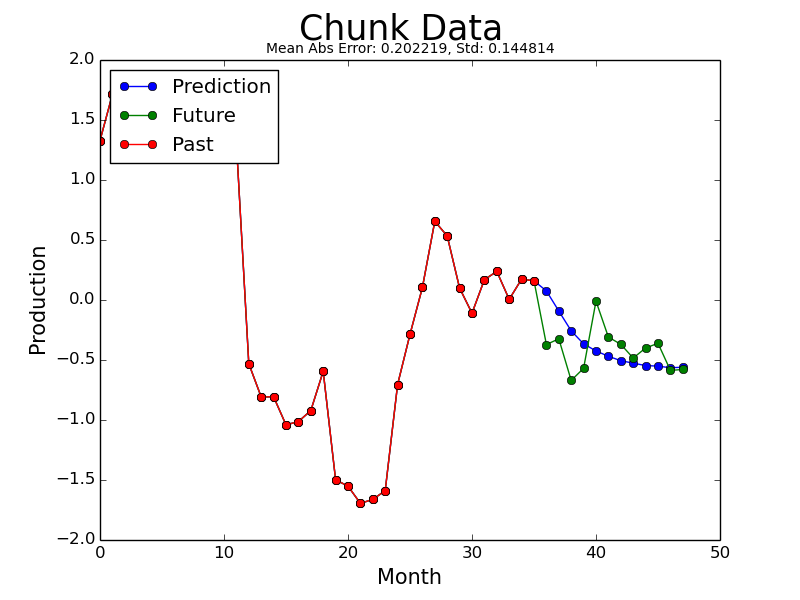 Chunk Data
Mean Abs Error: 0.202219, Std: 0.144814
Prediction
Future
Past
2.0
1.5
1.0
0.5
0.0
−0.5
−1.0
−1.5
−2.0
Production
0 10 20 30 40 50
Month